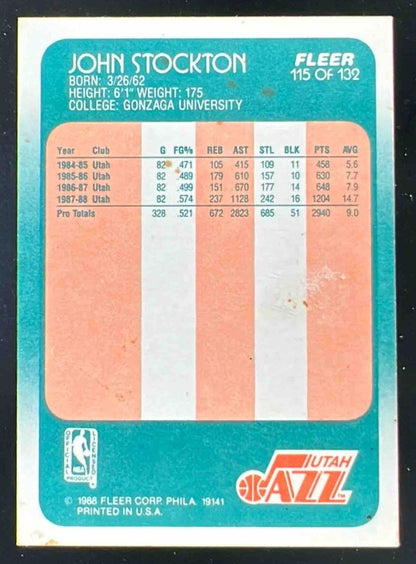 JOHN STOCKTON FLEER
BORN: 3/26/62 115 OF 132
HEIGHT: 6'1" WEIGHT: 175
COLLEGE: GONZAGA UNIVERSITY
Year Club G FG% REB AST STL BLK PTS AVG
1984-85 Utah 82 .471 105 415 109 11 458 5.6
1985-86 Utah 82 .489 179 610 157 10 630 7.7
1986-87 Utah 82 .499 151 670 177 14 648 7.9
1987-88 Utah 82 .574 237 1128 242 16 1204 14.7
Pro Totals 328 .521 672 2823 685 51 2940 9.0
OFFICIAL LICENSED
NBA
PRODUCT
UTAH
JAZZ
TM
© 1988 FLEER CORP. PHILA. 19141
PRINTED IN U.S.A.